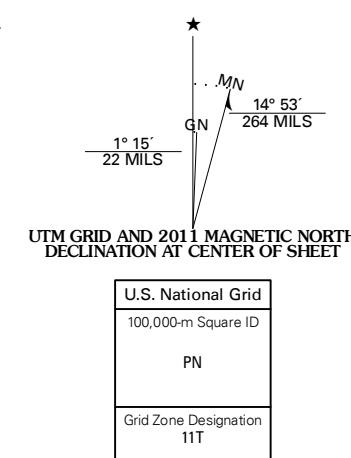 ★
MN
GN
14° 53´
264 MILS
1° 15´
22 MILS
UTM GRID AND 2011 MAGNETIC NORTH
DECLINATION AT CENTER OF SHEET
U.S. National Grid
100,000-m Square ID
PN
Grid Zone Designation
11T